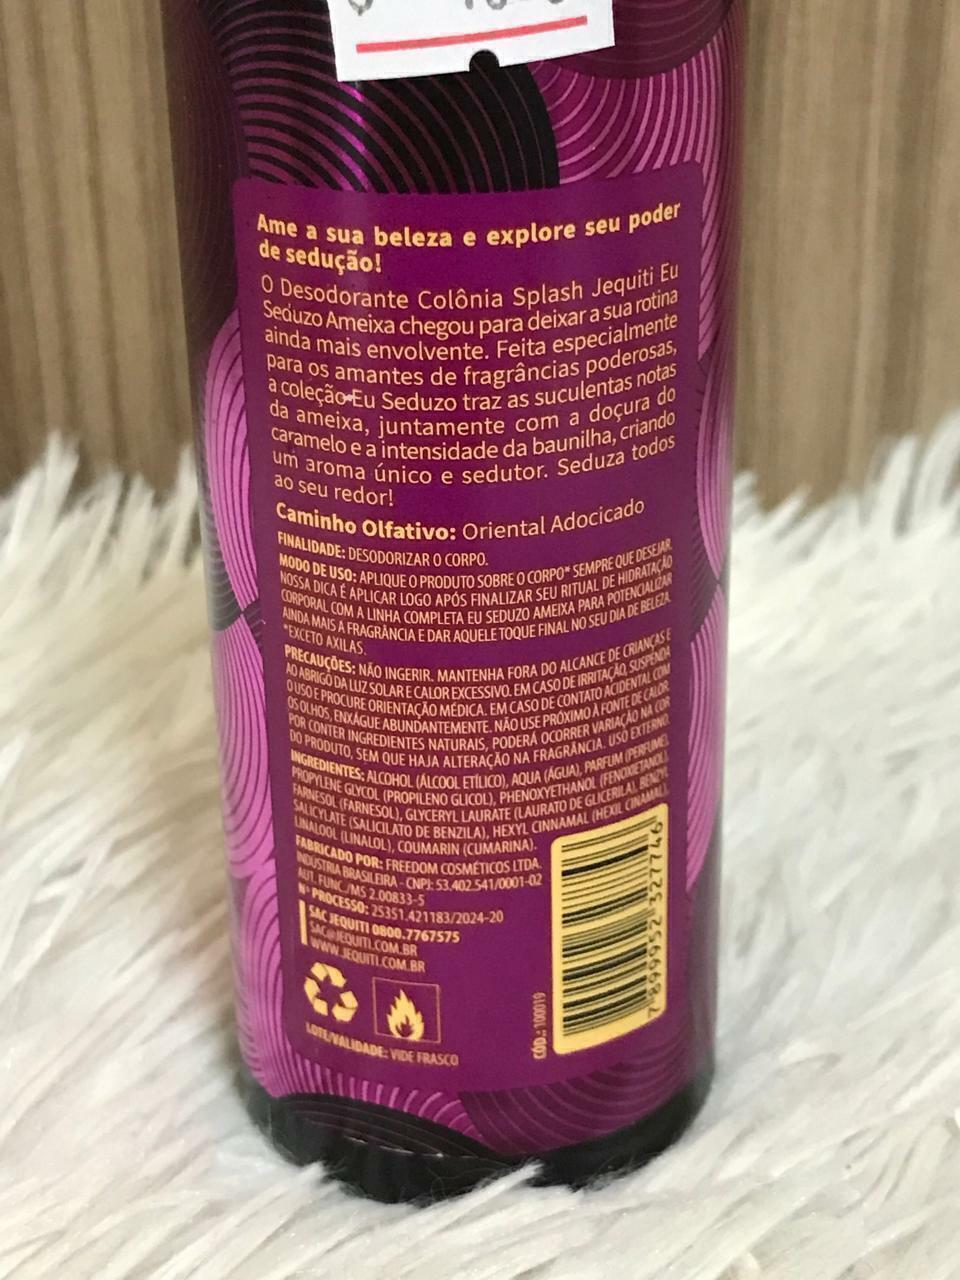 Ame a sua beleza e explore seu poder
de sedução!
O Desodorante Colônia Splash Jequiti Eu
Seduzo Ameixa chegou para deixar a sua rotina
ainda mais envolvente. Feita especialmente
para os amantes de fragrâncias poderosas,
a coleção Eu Seduzo traz as suculentas notas
da ameixa, juntamente com a doçura do
caramelo e a intensidade da baunilha, criando
um aroma único e sedutor. Seduza todos
ao seu redor!
Caminho Olfativo: Oriental Adocicado
FINALIDADE: DESODORIZAR O CORPO.
MODO DE USO: APLIQUE O PRODUTO SOBRE O CORPO* SEMPRE QUE DESEJAR.
NOSSA DICA É APLICAR LOGO APÓS FINALIZAR SEU RITUAL DE HIDRATAÇÃO
CORPORAL COM A LINHA COMPLETA EU SEDUZO AMEIXA PARA POTENCIALIZAR
AINDA MAIS A FRAGRÂNCIA E DAR AQUELE TOQUE FINAL NO SEU DIA DE BELEZA.
*EXCETO AXILAS.
PRECAUÇÕES: NÃO INGERIR. MANTENHA FORA DO ALCANCE DE CRIANÇAS E
AO ABRIGO DA LUZ SOLAR E CALOR EXCESSIVO. EM CASO DE IRRITAÇÃO, SUSPENDA
O USO E PROCURE ORIENTAÇÃO MÉDICA. EM CASO DE CONTATO ACIDENTAL COM
OS OLHOS, ENXÁGUE ABUNDANTEMENTE. NÃO USE PRÓXIMO À FONTE DE CALOR.
POR CONTER INGREDIENTES NATURAIS, PODERÁ OCORRER VARIAÇÃO NA COR
DO PRODUTO, SEM QUE HAJA ALTERAÇÃO NA FRAGRÂNCIA. USO EXTERNO.
INGREDIENTES: ALCOHOL (ÁLCOOL ETÍLICO), AQUA (ÁGUA), PARFUM (PERFUME),
PROPYLENE GLYCOL (PROPILENO GLICOL), PHENOXYETHANOL (FENOXIETANOL),
FARNESOL (FARNESOL), GLYCERYL LAURATE (LAURATO DE GLICERILA), BENZYL
SALICYLATE (SALICILATO DE BENZILA), HEXYL CINNAMAL (HEXIL CINAMAL),
LINALOOL (LINALOL), COUMARIN (CUMARINA).
FABRICADO POR: FREEDOM COSMÉTICOS LTDA.
INDÚSTRIA BRASILEIRA - CNPJ: 53.402.541/0001-02
AUT. FUNC./MS 2.00833-5
Nº PROCESSO: 25351.421183/2024-20
SAC JEQUITI 0800.7767575
SAC@JEQUITI.COM.BR
WWW.JEQUITI.COM.BR
LOTE/VALIDADE: VIDE FRASCO
CÓD.: 100019
7 899952 327746